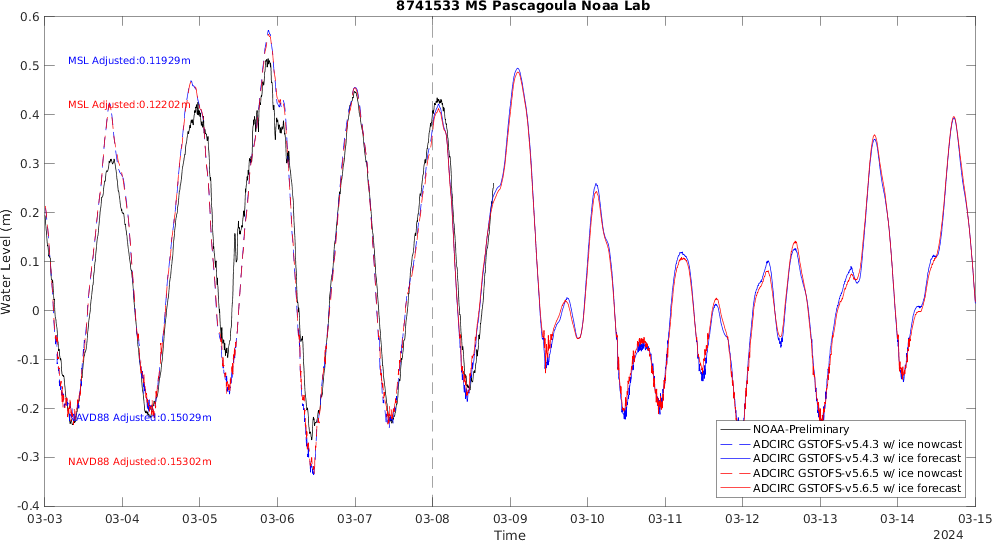 8741533 MS Pascagoula Noaa Lab
0.6
0.5
0.4
0.3
0.2
0.1
0
-0.1
-0.2
-0.3
-0.4
Water Level (m)
MSL Adjusted:0.11929m
MSL Adjusted:0.12202m
NAVD88 Adjusted:0.15029m
NAVD88 Adjusted:0.15302m
NOAA-Preliminary
ADCIRC GSTOFS-v5.4.3 w/ ice nowcast
ADCIRC GSTOFS-v5.4.3 w/ ice forecast
ADCIRC GSTOFS-v5.6.5 w/ ice nowcast
ADCIRC GSTOFS-v5.6.5 w/ ice forecast
03-03 03-04 03-05 03-06 03-07 03-08 03-09 03-10 03-11 03-12 03-13 03-14 03-15
Time
2024